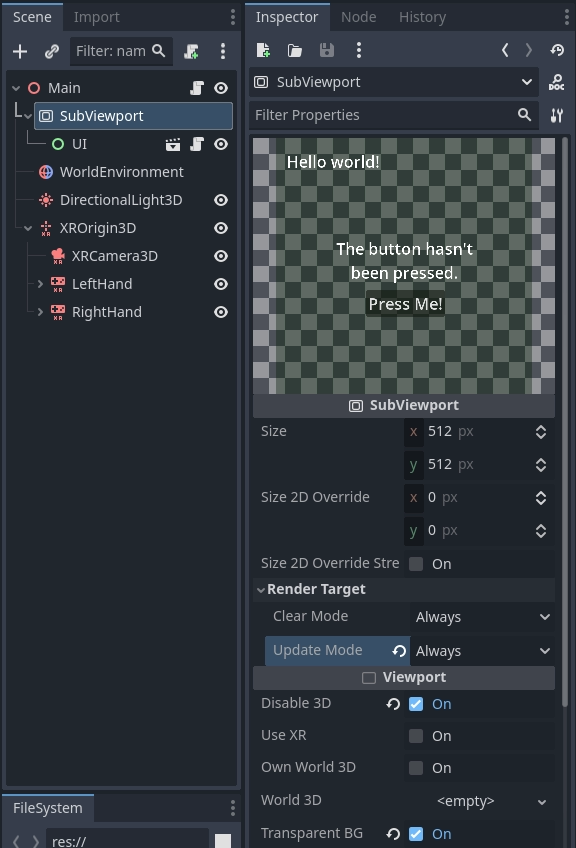 Scene Import
Filter: nam
Main
SubViewport
UI
WorldEnvironment
DirectionalLight3D
XROrigin3D
XRCamera3D
LeftHand
RightHand
FileSystem
res://
Inspector Node History
SubViewport
DOC
Filter Properties
Hello world!
The button hasn't
been pressed.
Press Me!
SubViewport
Size x 512 px
y 512 px
Size 2D Override x 0 px
y 0 px
Size 2D Override Stre On
Render Target
Clear Mode Always
Update Mode Always
Viewport
Disable 3D On
Use XR On
Own World 3D On
World 3D <empty>
Transparent BG On